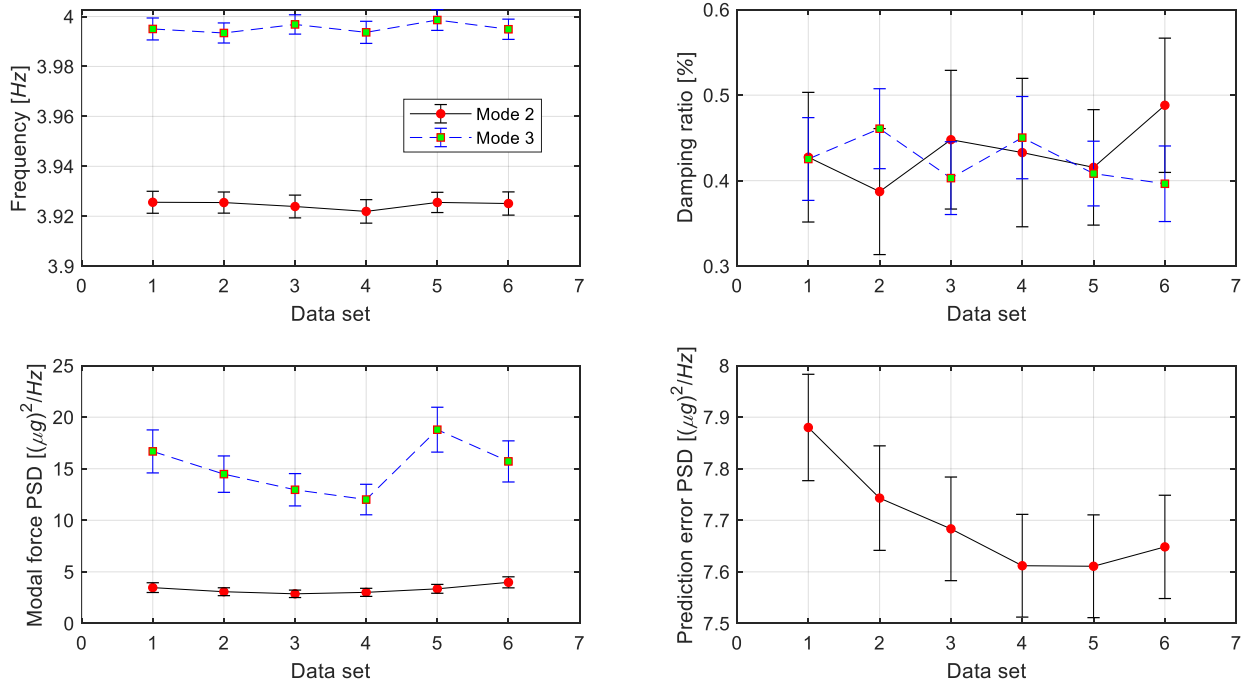 4
3.98
3.96
3.94
3.92
3.9
Frequency [Hz]
Mode 2
Mode 3
0 1 2 3 4 5 6 7
Data set
0.6
0.5
0.4
0.3
Damping ratio [%]
0 1 2 3 4 5 6 7
Data set
25
20
15
10
5
0
Modal force PSD [(μg)²/Hz]
0 1 2 3 4 5 6 7
Data set
8
7.9
7.8
7.7
7.6
7.5
Prediction error PSD [(μg)²/Hz]
0 1 2 3 4 5 6 7
Data set